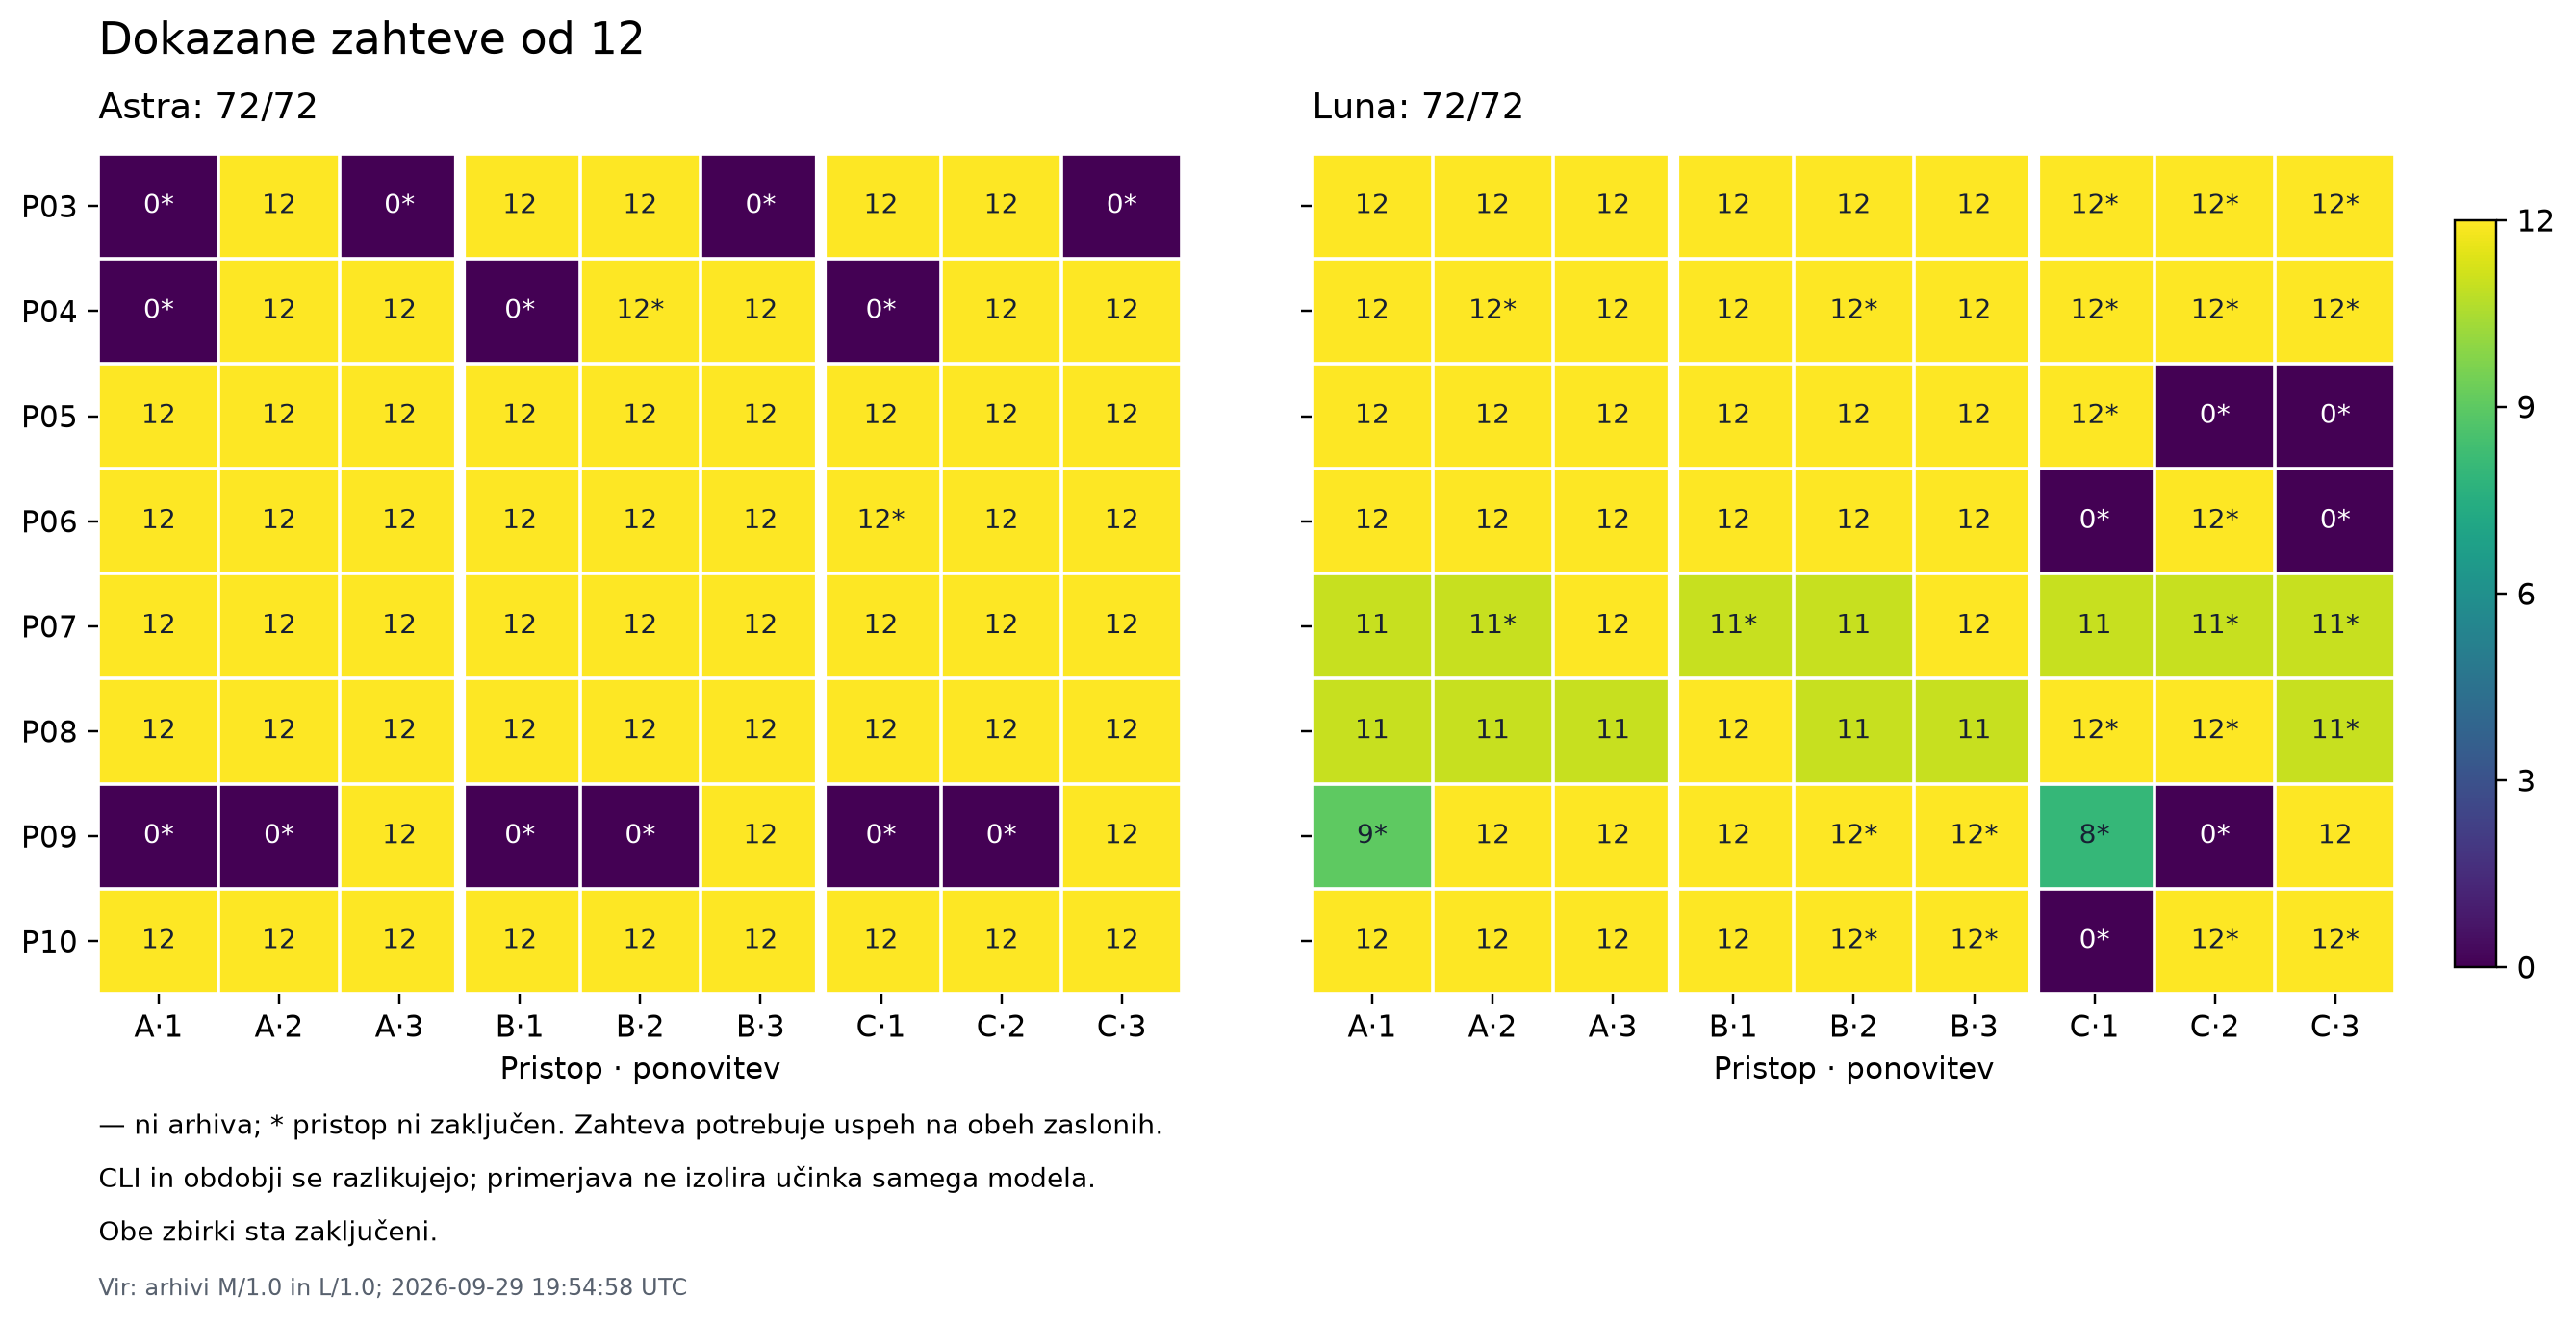 Dokazane zahteve od 12
Astra: 72/72
Luna: 72/72
P03 0* 12 0* 12 12 0* 12 12 0*
12 12 12 12 12 12 12* 12* 12*
P04 0* 12 12 0* 12* 12 0* 12 12
12 12* 12 12 12* 12 12* 12* 12*
P05 12 12 12 12 12 12 12 12 12
12 12 12 12 12 12 12* 0* 0*
P06 12 12 12 12 12 12 12* 12 12
12 12 12 12 12 12 0* 12* 0*
P07 12 12 12 12 12 12 12 12 12
11 11* 12 11* 11 12 11 11* 11*
P08 12 12 12 12 12 12 12 12 12
11 11 11 12 11 11 12* 12* 11*
P09 0* 0* 12 0* 0* 12 0* 0* 12
9* 12 12 12 12* 12* 8* 0* 12
P10 12 12 12 12 12 12 12 12 12
12 12 12 12 12* 12* 0* 12* 12*
A·1 A·2 A·3 B·1 B·2 B·3 C·1 C·2 C·3
A·1 A·2 A·3 B·1 B·2 B·3 C·1 C·2 C·3
Pristop · ponovitev
Pristop · ponovitev
12
9
6
3
0
— ni arhiva; * pristop ni zaključen. Zahteva potrebuje uspeh na obeh zaslonih.
CLI in obdobji se razlikujejo; primerjava ne izolira učinka samega modela.
Obe zbirki sta zaključeni.
Vir: arhivi M/1.0 in L/1.0; 2026-09-29 19:54:58 UTC